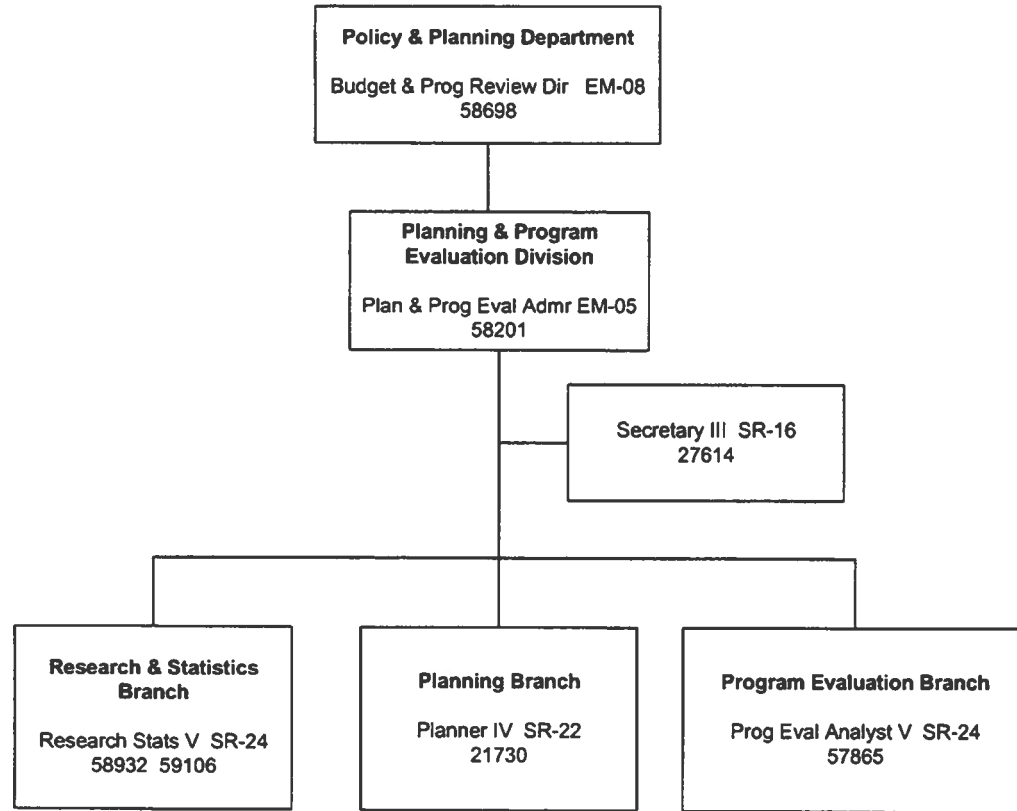 Policy & Planning Department
Budget & Prog Review Dir EM-08
58698
Planning & Program
Evaluation Division
Plan & Prog Eval Admr EM-05
58201
Secretary III SR-16
27614
Research & Statistics
Branch
Research Stats V SR-24
58932 59106
Planning Branch
Planner IV SR-22
21730
Program Evaluation Branch
Prog Eval Analyst V SR-24
57865